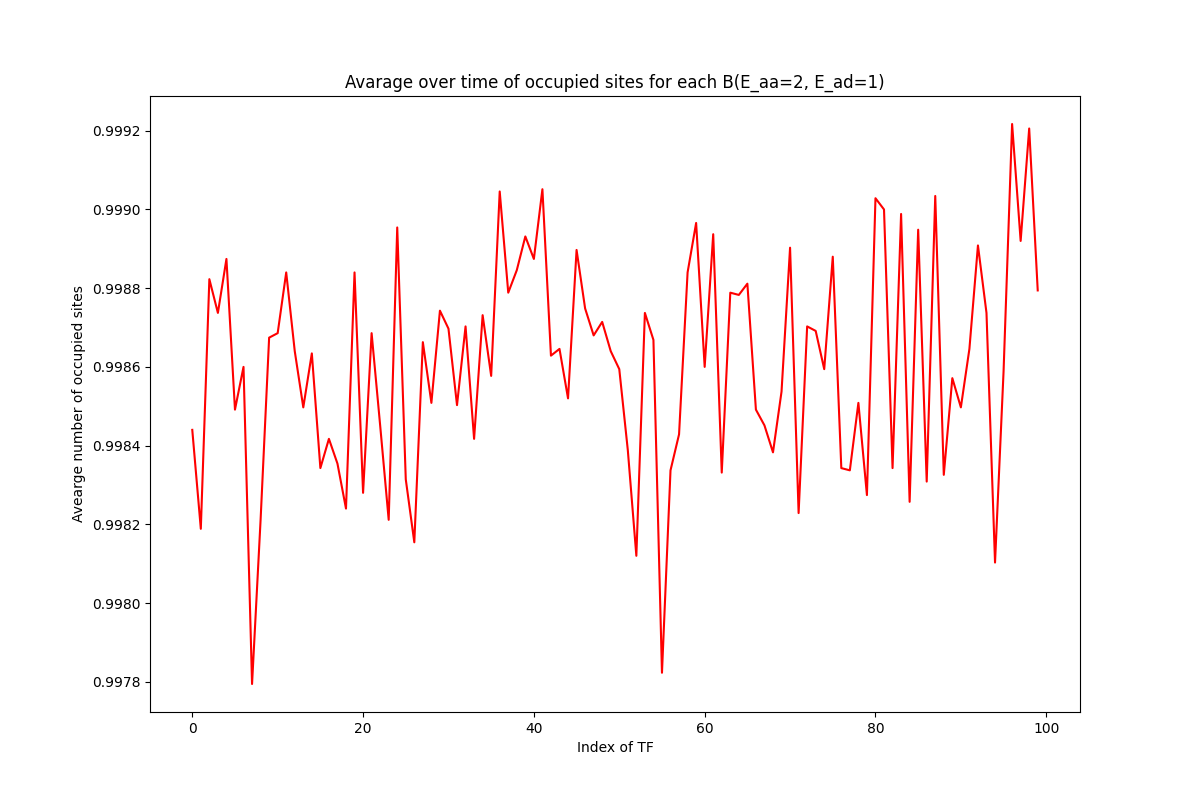 Avarage over time of occupied sites for each B(E_aa=2, E_ad=1)
0.9992
0.9990
0.9988
0.9986
0.9984
0.9982
0.9980
0.9978
Avearge number of occupied sites
0 20 40 60 80 100
Index of TF